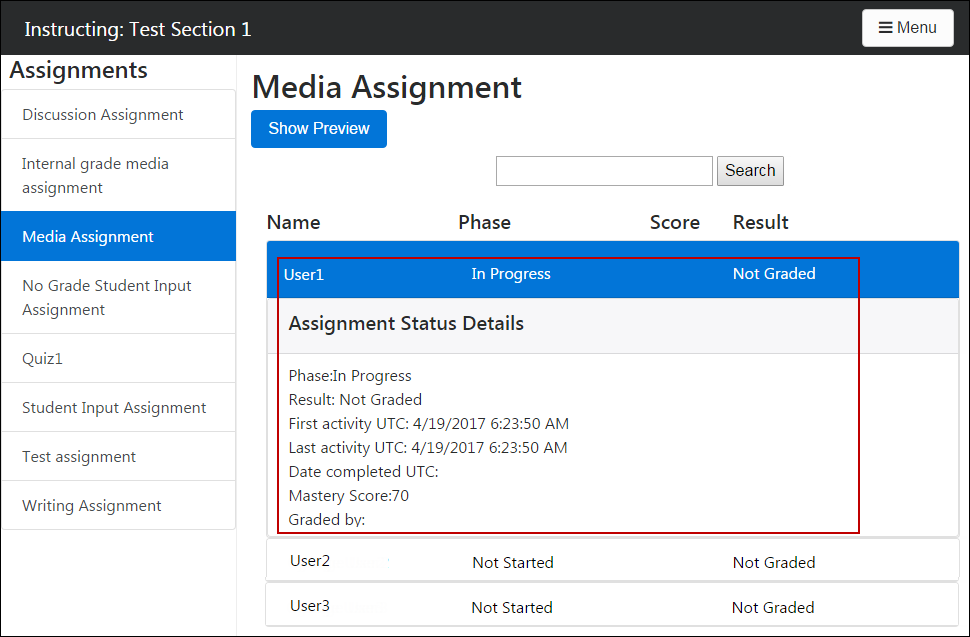 Instructing: Test Section 1
Menu
Assignments
Discussion Assignment
Internal grade media
assignment
Media Assignment
No Grade Student Input
Assignment
Quiz1
Student Input Assignment
Test assignment
Writing Assignment
Media Assignment
Show Preview
Search
Name Phase Score Result
User1 In Progress Not Graded
Assignment Status Details
Phase:In Progress
Result: Not Graded
First activity UTC: 4/19/2017 6:23:50 AM
Last activity UTC: 4/19/2017 6:23:50 AM
Date completed UTC:
Mastery Score:70
Graded by:
User2 Not Started Not Graded
User3 Not Started Not Graded